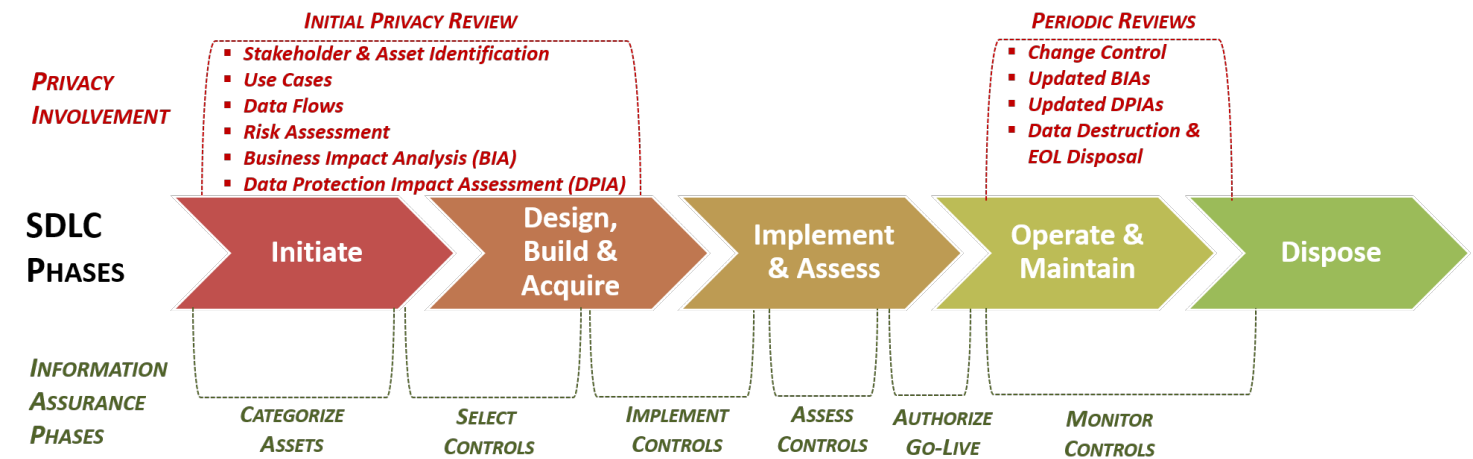 INITIAL PRIVACY REVIEW
PERIODIC REVIEWS
PRIVACY
INVOLVEMENT
▪ Stakeholder & Asset Identification
▪ Use Cases
▪ Data Flows
▪ Risk Assessment
▪ Business Impact Analysis (BIA)
▪ Data Protection Impact Assessment (DPIA)
▪ Change Control
▪ Updated BIAs
▪ Updated DPIAs
▪ Data Destruction &
EOL Disposal
SDLC
PHASES
Initiate
Design,
Build &
Acquire
Implement
& Assess
Operate &
Maintain
Dispose
INFORMATION
ASSURANCE
PHASES
CATEGORIZE
ASSETS
SELECT
CONTROLS
IMPLEMENT
CONTROLS
ASSESS
CONTROLS
AUTHORIZE
GO-LIVE
MONITOR
CONTROLS